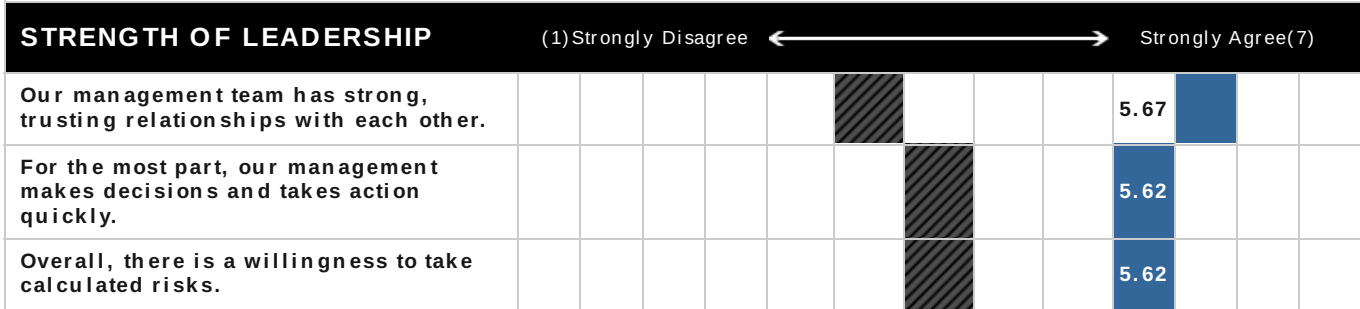 STRENGTH OF LEADERSHIP (1)Strongly Disagree Strongly Agree(7)
Our management team has strong,
trusting relationships with each other.
5.67
For the most part, our management
makes decisions and takes action
quickly.
5.62
Overall, there is a willingness to take
calculated risks.
5.62